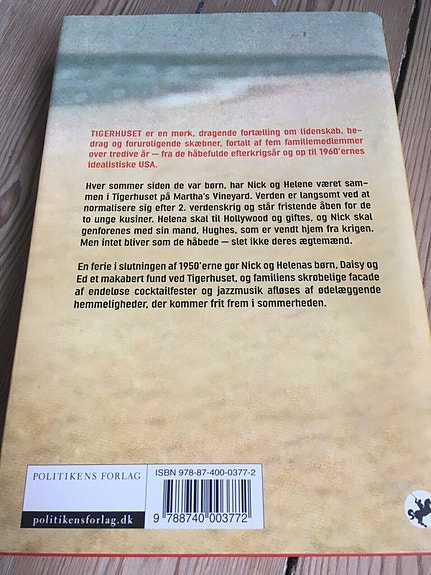 TIGERHUSET er en mørk, dragende fortælling om lidenskab, be-
drag og foruroligende skæbner, fortalt af fem familiemedlemmer
over tredive år — fra de håbefulde efterkrigsår og op til 1960'ernes
idealistiske USA.
Hver sommer siden de var børn, har Nick og Helene været sam-
men i Tigerhuset på Martha's Vineyard. Verden er langsomt ved at
normalisere sig efter 2. verdenskrig og står fristende åben for de
to unge kusiner. Helena skal til Hollywood og giftes, og Nick skal
genforenes med sin mand, Hughes, som er vendt hjem fra krigen.
Men intet bliver som de håbede — slet ikke deres ægtemænd.
En ferie i slutningen af 1950'erne gør Nick og Helenas børn, Daisy og
Ed et makabert fund ved Tigerhuset, og familiens skrøbelige facade
af endeløse cocktailfester og jazzmusik afløses af ødelæggende
hemmeligheder, der kommer frit frem i sommerheden.
POLITIKENS FORLAG
politikensforlag.dk
ISBN 978-87-400-0377-2
9 788740 003772